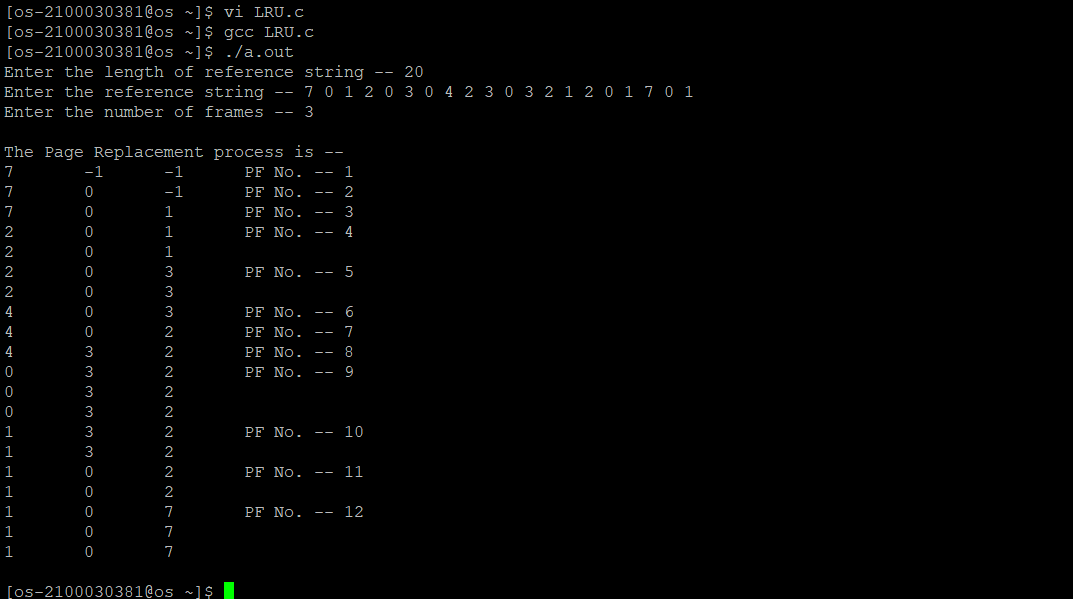 [os-2100030381@os ~]$ vi LRU.c
[os-2100030381@os ~]$ gcc LRU.c
[os-2100030381@os ~]$ ./a.out
Enter the length of reference string -- 20
Enter the reference string -- 7 0 1 2 0 3 0 4 2 3 0 3 2 1 2 0 1 7 0 1
Enter the number of frames -- 3

The Page Replacement process is --
7       -1      -1      PF No. -- 1
7       0       -1      PF No. -- 2
7       0       1       PF No. -- 3
2       0       1       PF No. -- 4
2       0       1
2       0       3       PF No. -- 5
2       0       3
4       0       3       PF No. -- 6
4       0       2       PF No. -- 7
4       3       2       PF No. -- 8
0       3       2       PF No. -- 9
0       3       2
0       3       2
1       3       2       PF No. -- 10
1       3       2
1       0       2       PF No. -- 11
1       0       2
1       0       7       PF No. -- 12
1       0       7
1       0       7

[os-2100030381@os ~]$